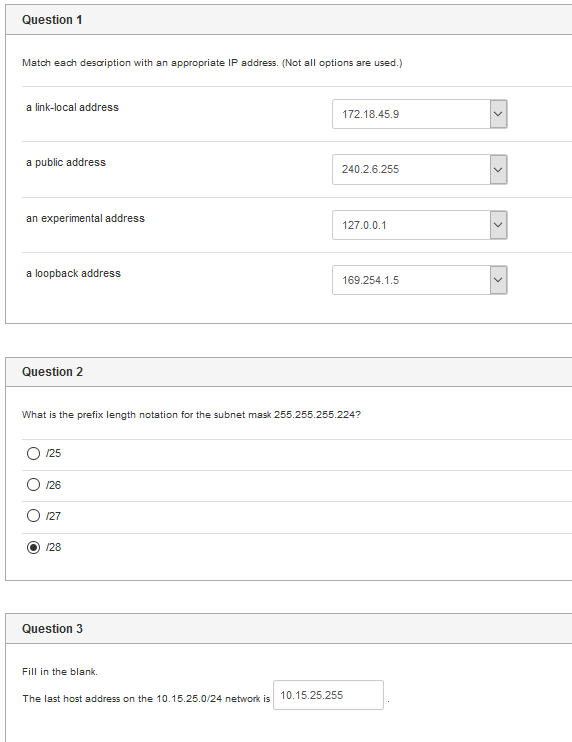 Question 1
Match each description with an appropriate IP address. (Not all options are used.)
a link-local address
172.18.45.9
a public address
240.2.6.255
an experimental address
127.0.0.1
a loopback address
169.254.1.5
Question 2
What is the prefix length notation for the subnet mask 255.255.255.224?
/25
/26
/27
/28
Question 3
Fill in the blank.
The last host address on the 10.15.25.0/24 network is 10.15.25.255 .